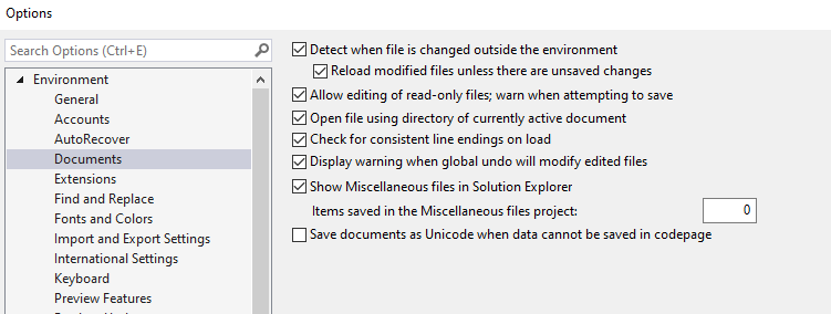 Options
Search Options (Ctrl+E)
Environment
General
Accounts
AutoRecover
Documents
Extensions
Find and Replace
Fonts and Colors
Import and Export Settings
International Settings
Keyboard
Preview Features
Detect when file is changed outside the environment
Reload modified files unless there are unsaved changes
Allow editing of read-only files; warn when attempting to save
Open file using directory of currently active document
Check for consistent line endings on load
Display warning when global undo will modify edited files
Show Miscellaneous files in Solution Explorer
Items saved in the Miscellaneous files project: 0
Save documents as Unicode when data cannot be saved in codepage